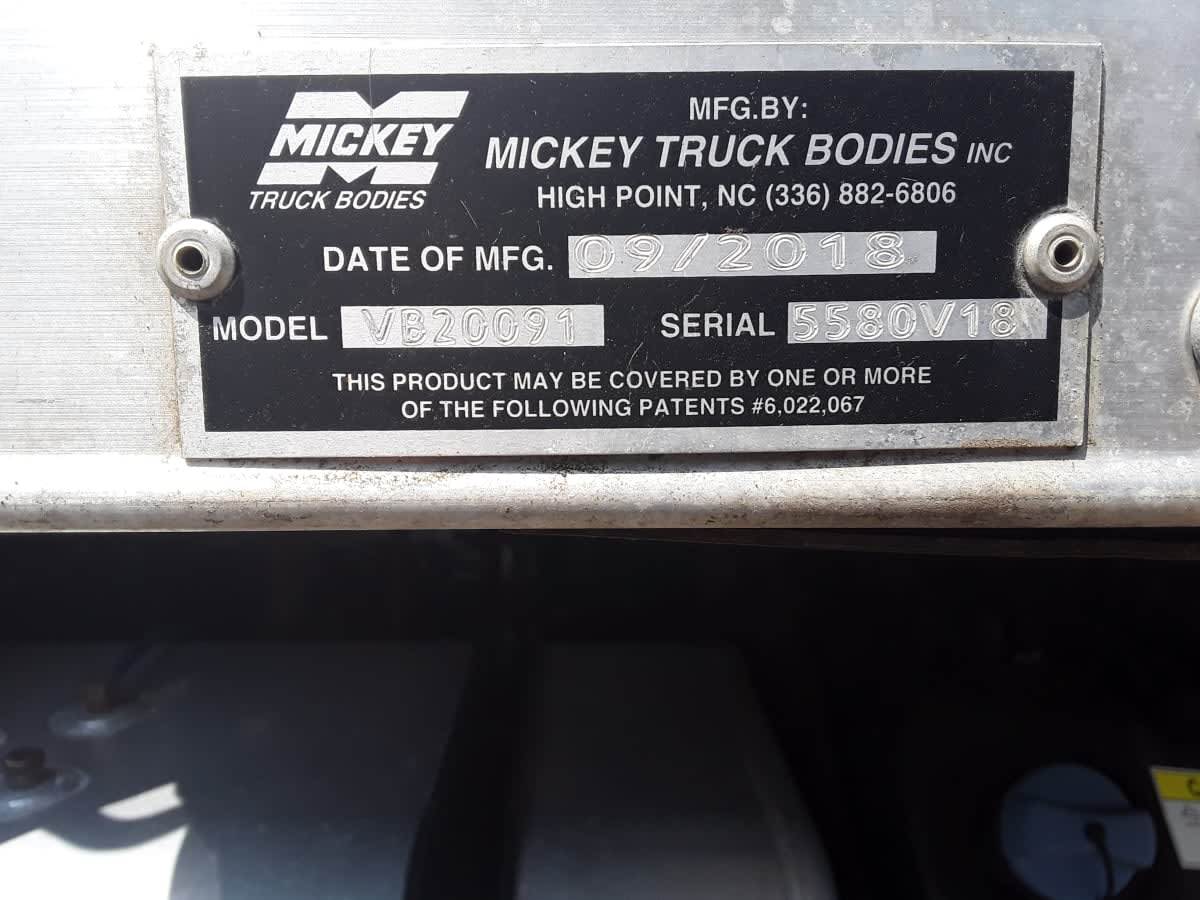 MICKEY
TRUCK BODIES
MFG.BY:
MICKEY TRUCK BODIES INC
HIGH POINT, NC (336) 882-6806
DATE OF MFG. 09/2018
MODEL VB20091 SERIAL 5580V18
THIS PRODUCT MAY BE COVERED BY ONE OR MORE
OF THE FOLLOWING PATENTS #6,022,067